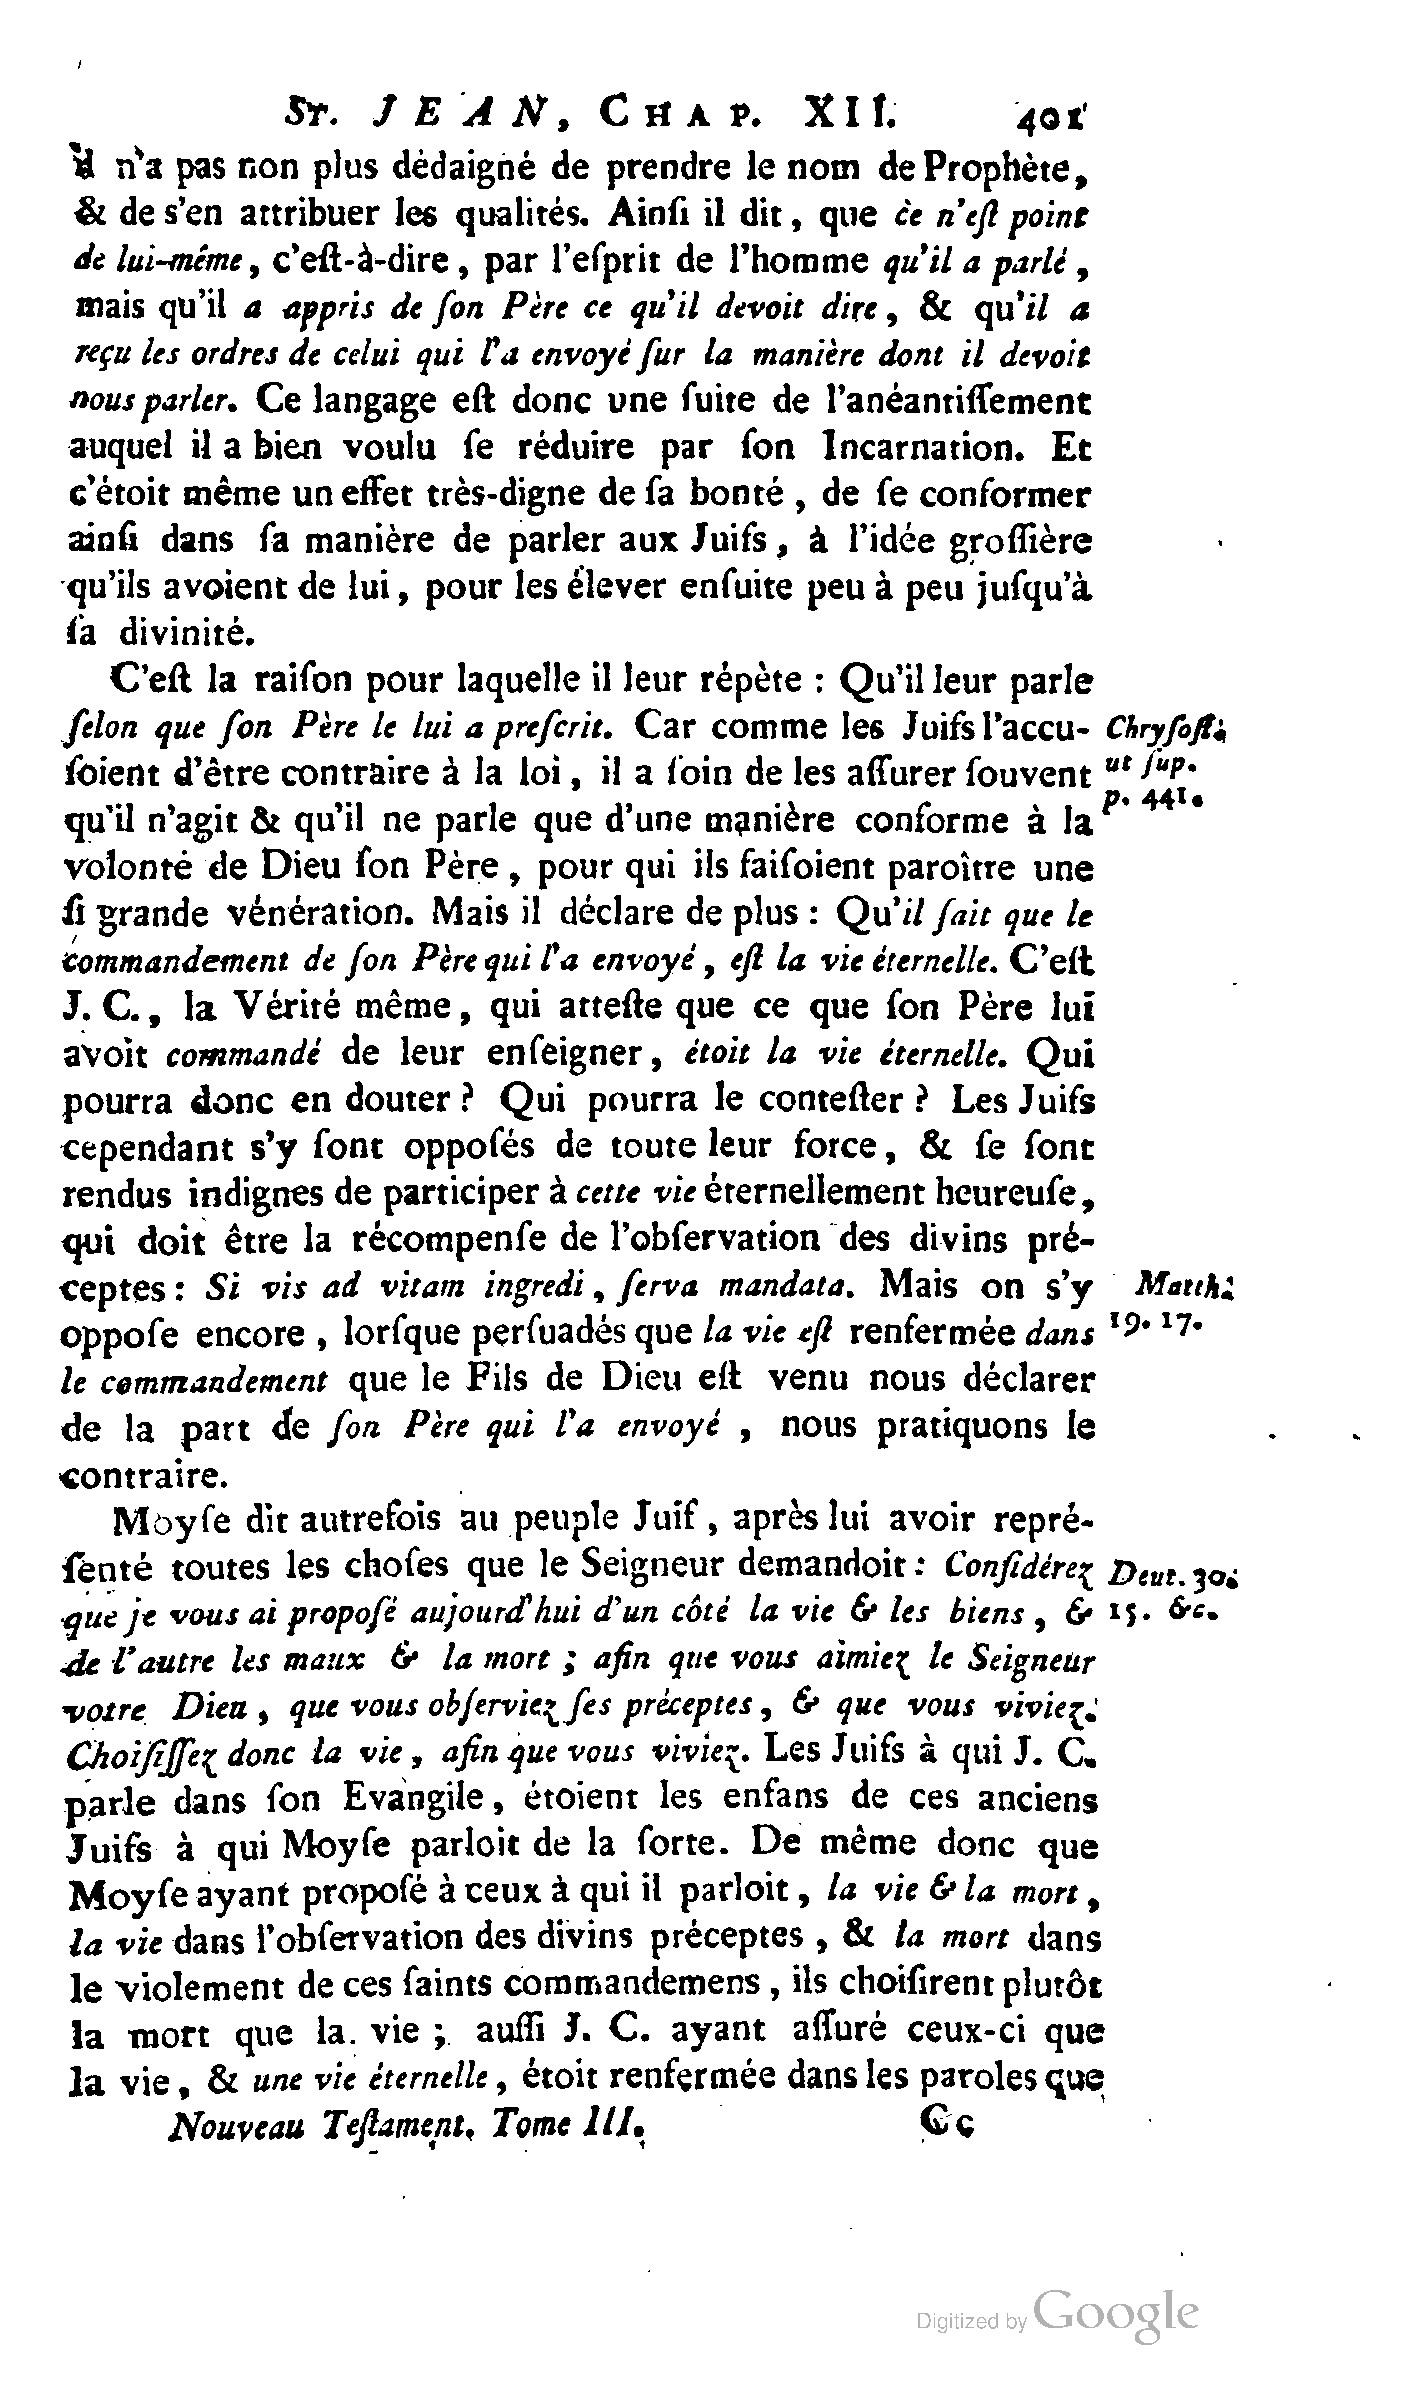 St. JEAN, CHAP. XII. 401
il n'a pas non plus dédaigné de prendre le nom de Prophète,
& de s'en attribuer les qualités. Ainſi il dit, que ce n'eſt point
de lui-même, c'eſt-à-dire, par l'eſprit de l'homme qu'il a parlé,
mais qu'il a appris de ſon Père ce qu'il devoit dire, & qu'il a
reçu les ordres de celui qui l'a envoyé ſur la manière dont il devoit
nous parler. Ce langage eſt donc une ſuite de l'anéantiſſement
auquel il a bien voulu ſe réduire par ſon Incarnation. Et
c'étoit même un effet très-digne de ſa bonté, de ſe conformer
ainſi dans ſa manière de parler aux Juifs, à l'idée groſſière
qu'ils avoient de lui, pour les élever enſuite peu à peu juſqu'à
ſa divinité.
C'eſt la raiſon pour laquelle il leur répète : Qu'il leur parle
ſelon que ſon Père le lui a preſcrit. Car comme les Juifs l'accu-
ſoient d'être contraire à la loi, il a ſoin de les aſſurer ſouvent
qu'il n'agit & qu'il ne parle que d'une manière conforme à la
volonté de Dieu ſon Père, pour qui ils faiſoient paroître une
ſi grande vénération. Mais il déclare de plus : Qu'il ſait que le
commandement de ſon Père qui l'a envoyé, eſt la vie éternelle. C'eſt
J. C., la Vérité même, qui atteſte que ce que ſon Père lui
avoit commandé de leur enſeigner, étoit la vie éternelle. Qui
pourra donc en douter ? Qui pourra le conteſter ? Les Juifs
cependant s'y ſont oppoſés de toute leur force, & ſe ſont
rendus indignes de participer à cette vie éternellement heureuſe,
qui doit être la récompenſe de l'obſervation des divins pré-
ceptes : Si vis ad vitam ingredi, ſerva mandata. Mais on s'y
oppoſe encore, lorſque perſuadés que la vie eſt renfermée dans
le commandement que le Fils de Dieu eſt venu nous déclarer
de la part de ſon Père qui l'a envoyé, nous pratiquons le
contraire.
Moyſe dit autrefois au peuple Juif, après lui avoir repré-
ſenté toutes les choſes que le Seigneur demandoit : Conſidérez
que je vous ai propoſé aujourd'hui d'un côté la vie & les biens, &
de l'autre les maux & la mort ; afin que vous aimiez le Seigneur
votre Dieu, que vous obſerviez ſes préceptes, & que vous viviez.
Choiſiſſez donc la vie, afin que vous viviez. Les Juifs à qui J. C.
parle dans ſon Evangile, étoient les enfans de ces anciens
Juifs à qui Moyſe parloit de la ſorte. De même donc que
Moyſe ayant propoſé à ceux à qui il parloit, la vie & la mort,
la vie dans l'obſervation des divins préceptes, & la mort dans
le violement de ces ſaints commandemens, ils choiſirent plutôt
la mort que la vie ; auſſi J. C. ayant aſſuré ceux-ci que
la vie, & une vie éternelle, étoit renfermée dans les paroles que
Nouveau Teſtament. Tome III. Cc
Chryſoſt.
ut ſup.
p. 441.
Matth.
19. 17.
Deut. 30.
15. &c.
Digitized by Google